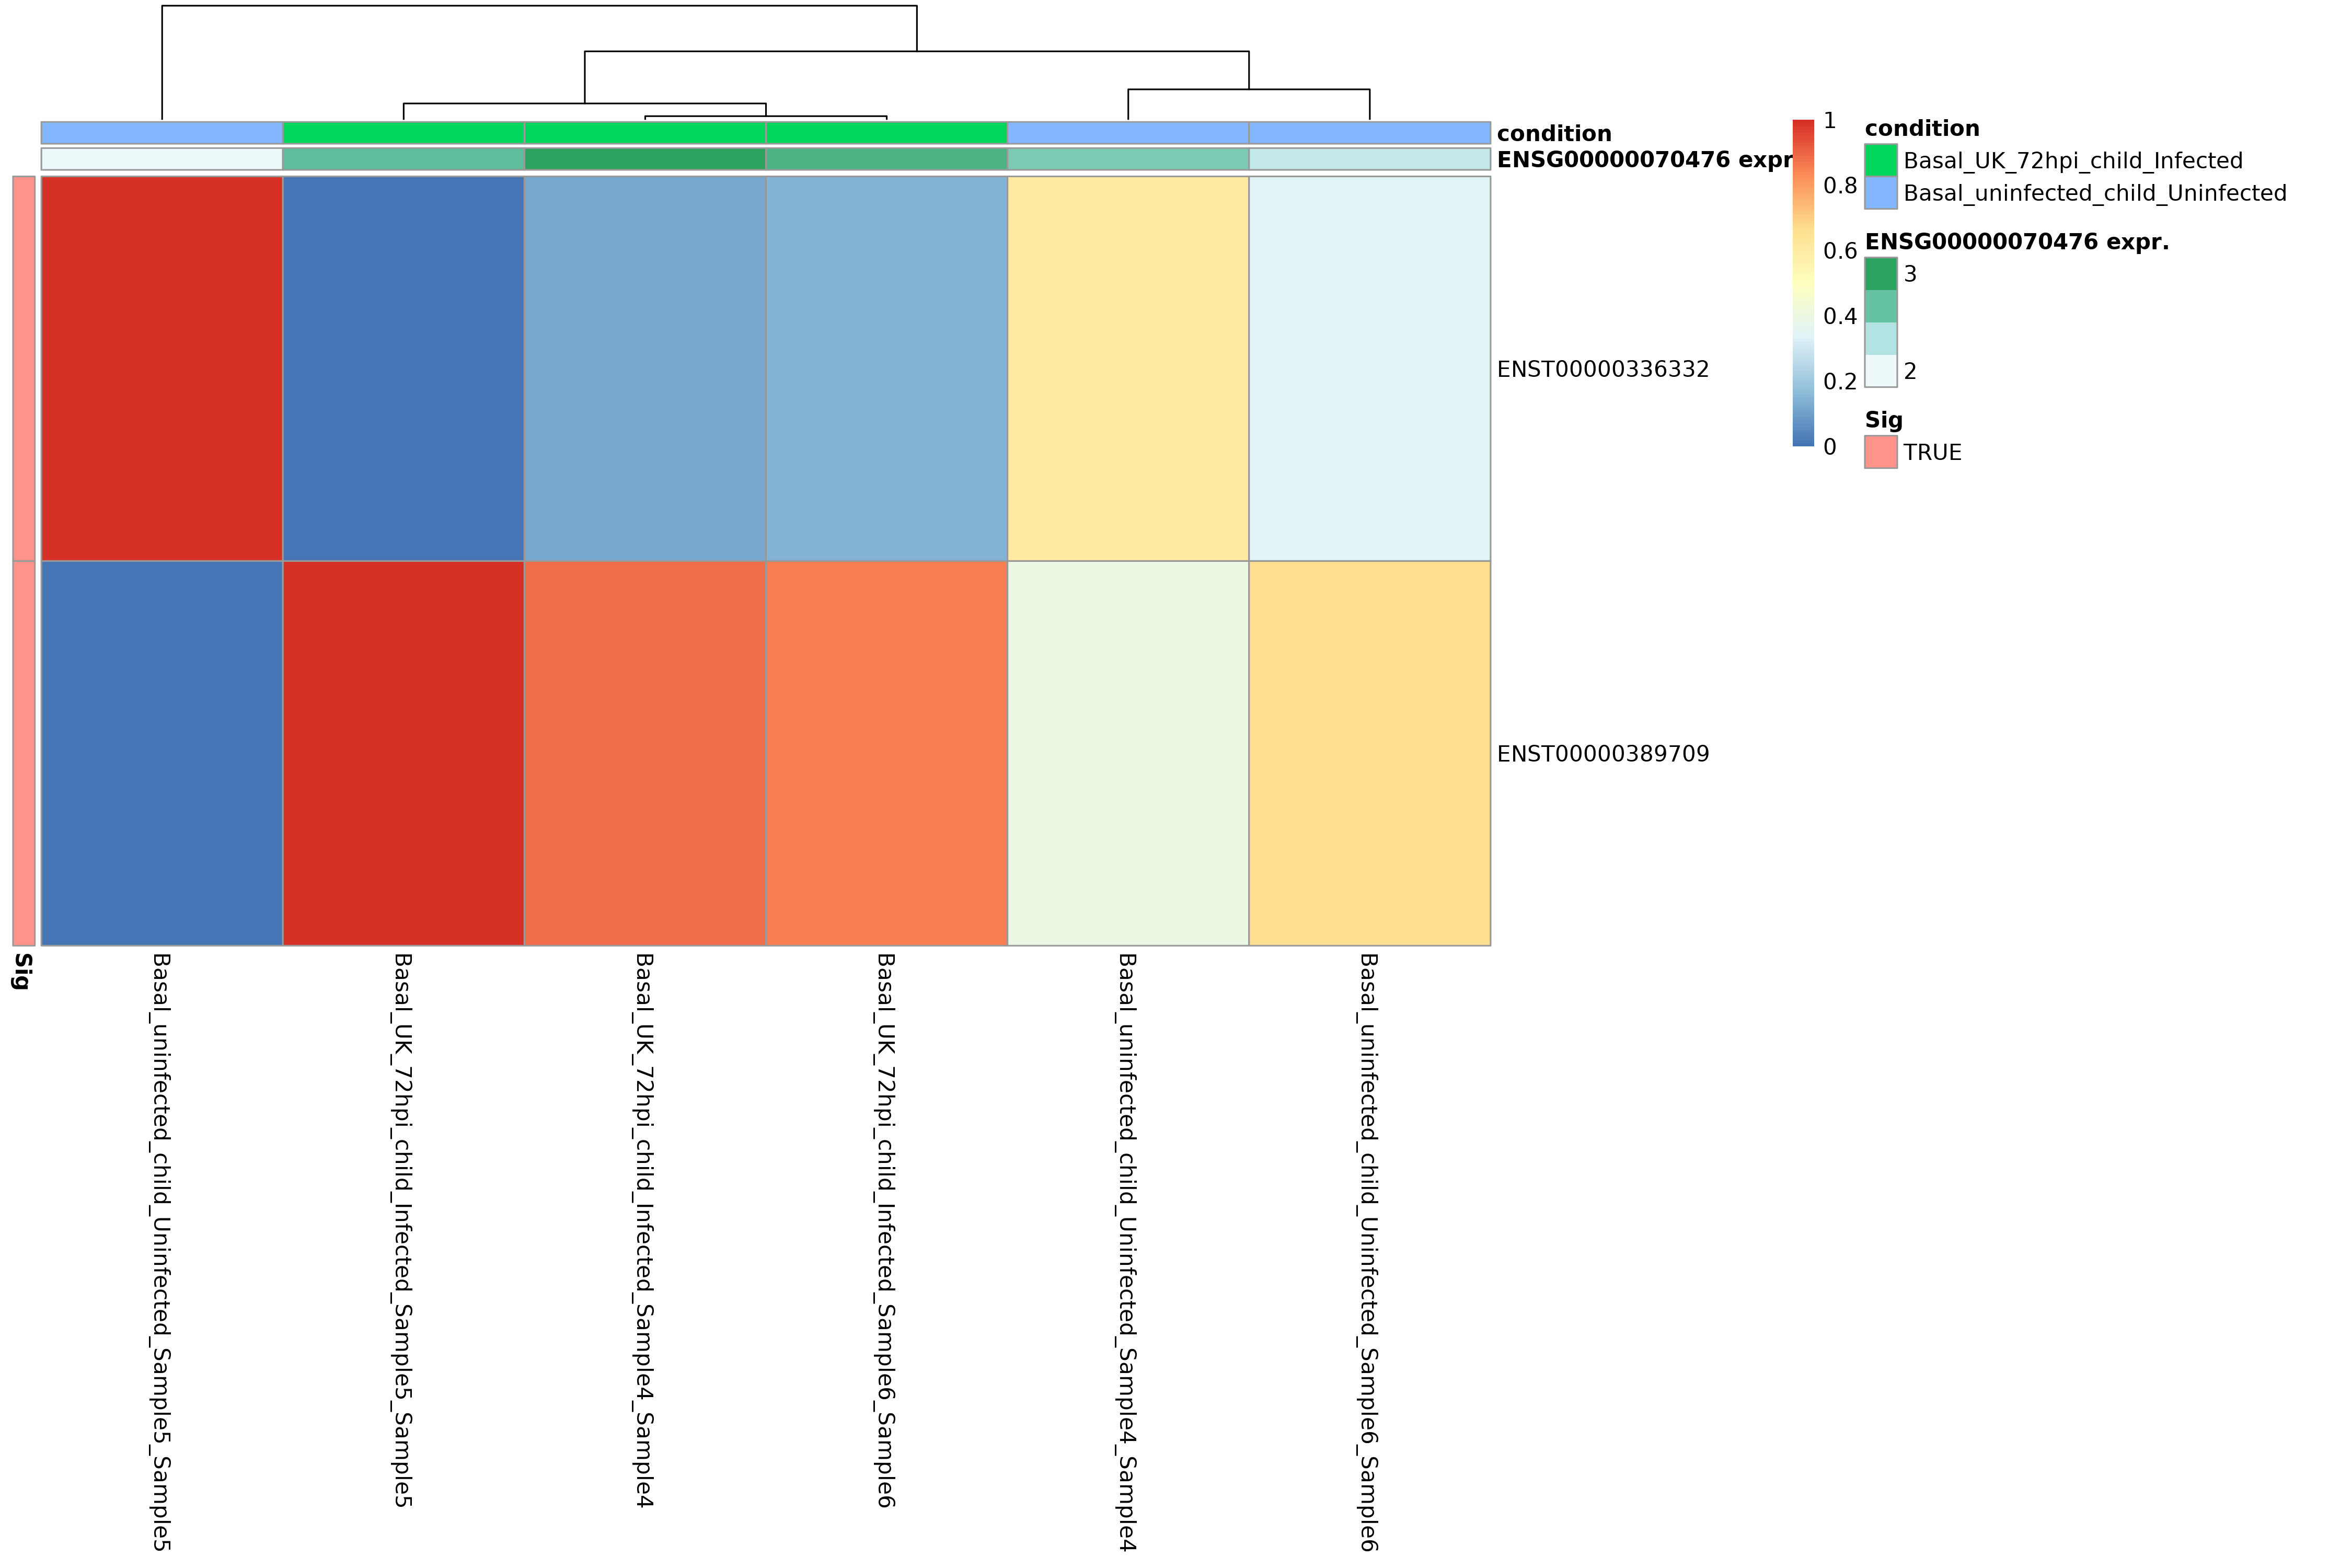 condition
ENSG00000070476 expr.
1
0.8
0.6
0.4
0.2
0
condition
Basal_UK_72hpi_child_Infected
Basal_uninfected_child_Uninfected
ENSG00000070476 expr.
3
2
Sig
TRUE
ENST00000336332
ENST00000389709
Sig
Basal_uninfected_child_Uninfected_Sample5_Sample5
Basal_UK_72hpi_child_Infected_Sample5_Sample5
Basal_UK_72hpi_child_Infected_Sample4_Sample4
Basal_UK_72hpi_child_Infected_Sample6_Sample6
Basal_uninfected_child_Uninfected_Sample4_Sample4
Basal_uninfected_child_Uninfected_Sample6_Sample6